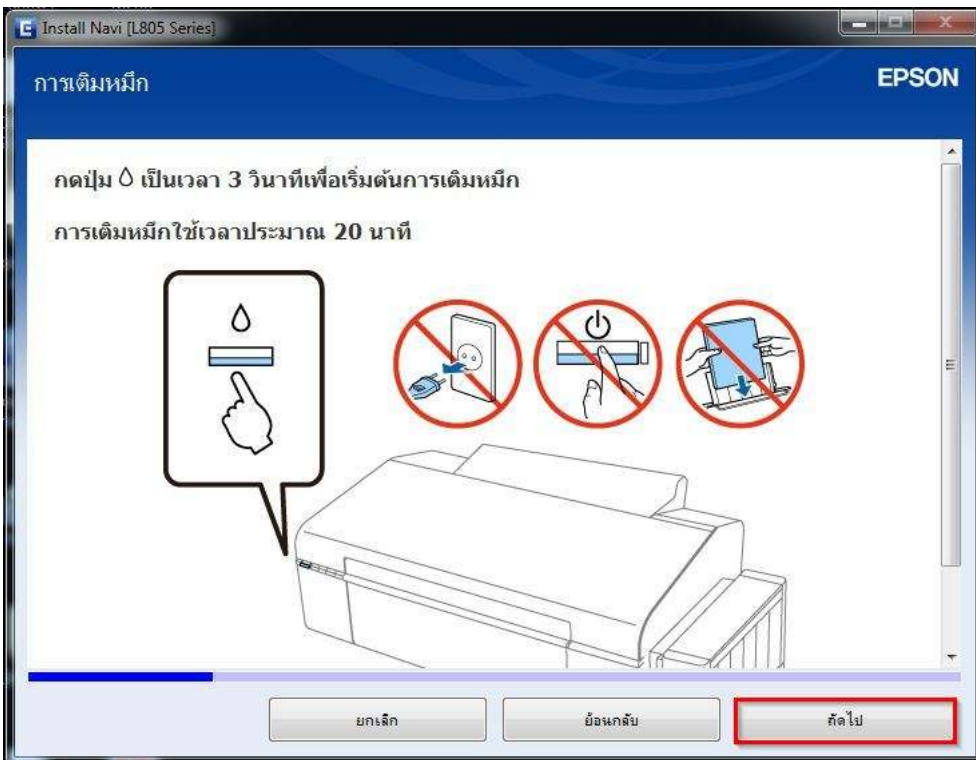 Install Navi [L805 Series]
การเติมหมึก
EPSON
กดปุ่ม เป็นเวลา 3 วินาทีเพื่อเริ่มต้นการเติมหมึก
การเติมหมึกใช้เวลาประมาณ 20 นาที
ยกเลิก
ย้อนกลับ
ถัดไป